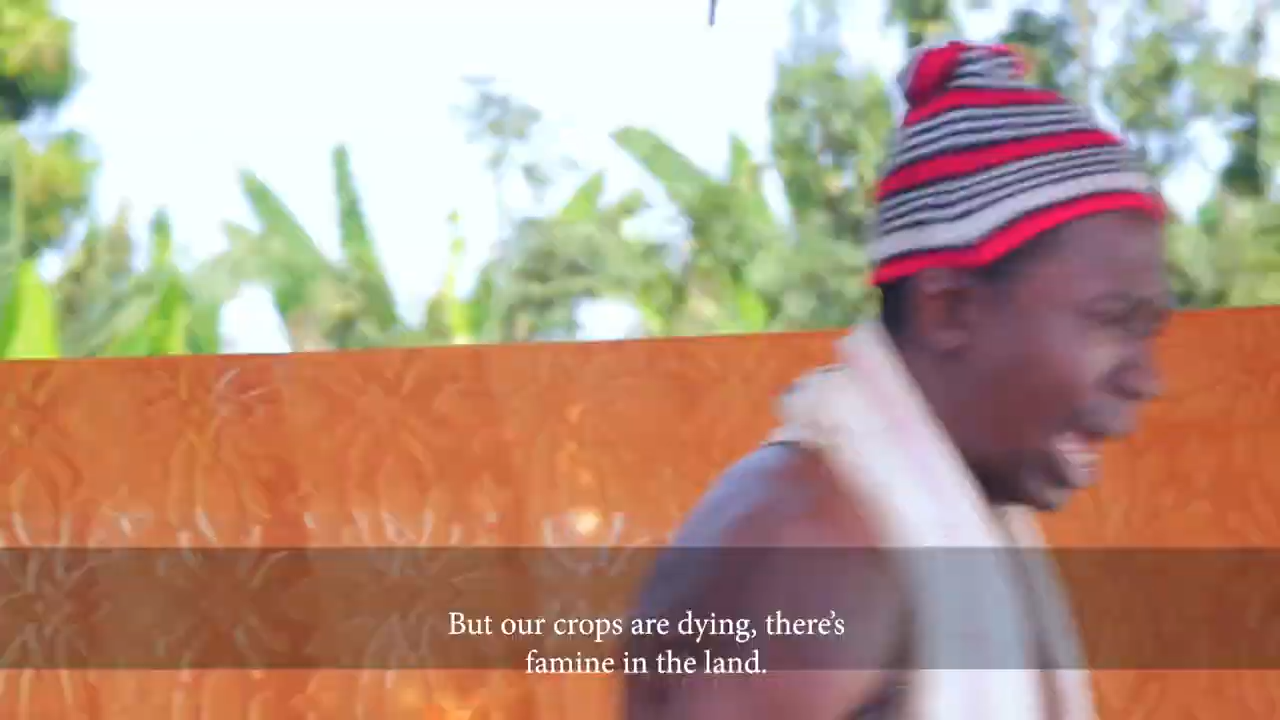 But our crops are dying, there’s
famine in the land.